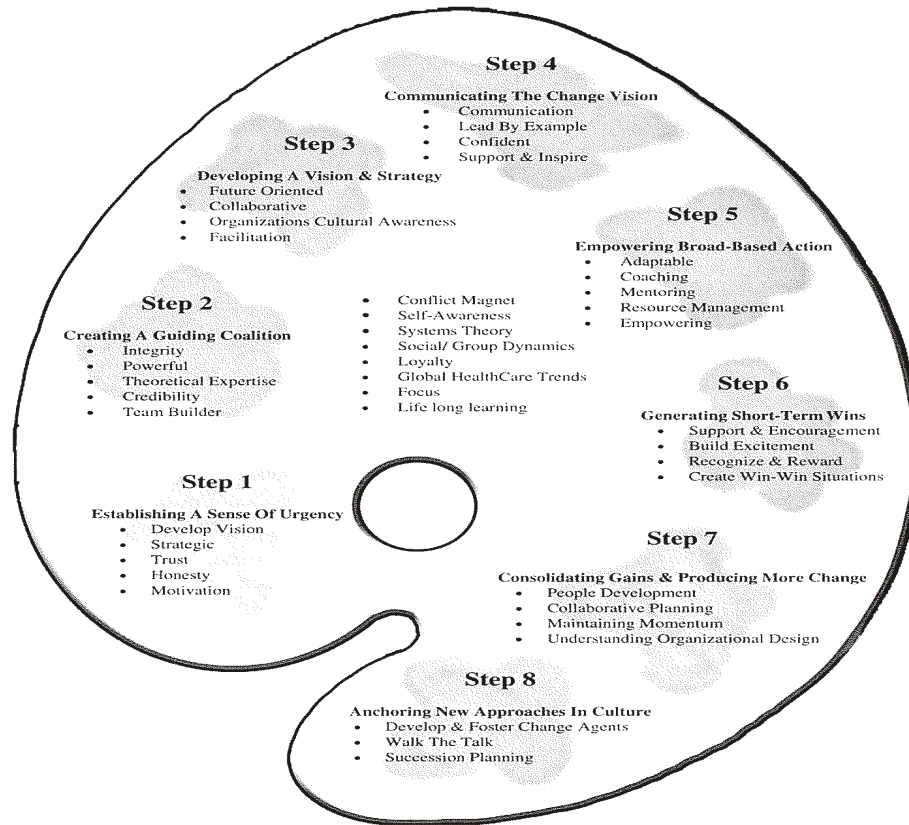 Step 4
Communicating The Change Vision
• Communication
• Lead By Example
• Confident
• Support & Inspire
Step 3
Developing A Vision & Strategy
• Future Oriented
• Collaborative
• Organizations Cultural Awareness
• Facilitation
Step 5
Empowering Broad-Based Action
• Adaptable
• Coaching
• Mentoring
• Resource Management
• Empowering
Step 2
Creating A Guiding Coalition
• Integrity
• Powerful
• Theoretical Expertise
• Credibility
• Team Builder
• Conflict Magnet
• Self-Awareness
• Systems Theory
• Social/ Group Dynamics
• Loyalty
• Global HealthCare Trends
• Focus
• Life long learning
Step 6
Generating Short-Term Wins
• Support & Encouragement
• Build Excitement
• Recognize & Reward
• Create Win-Win Situations
Step 1
Establishing A Sense Of Urgency
• Develop Vision
• Strategic
• Trust
• Honesty
• Motivation
Step 7
Consolidating Gains & Producing More Change
• People Development
• Collaborative Planning
• Maintaining Momentum
• Understanding Organizational Design
Step 8
Anchoring New Approaches In Culture
• Develop & Foster Change Agents
• Walk The Talk
• Succession Planning